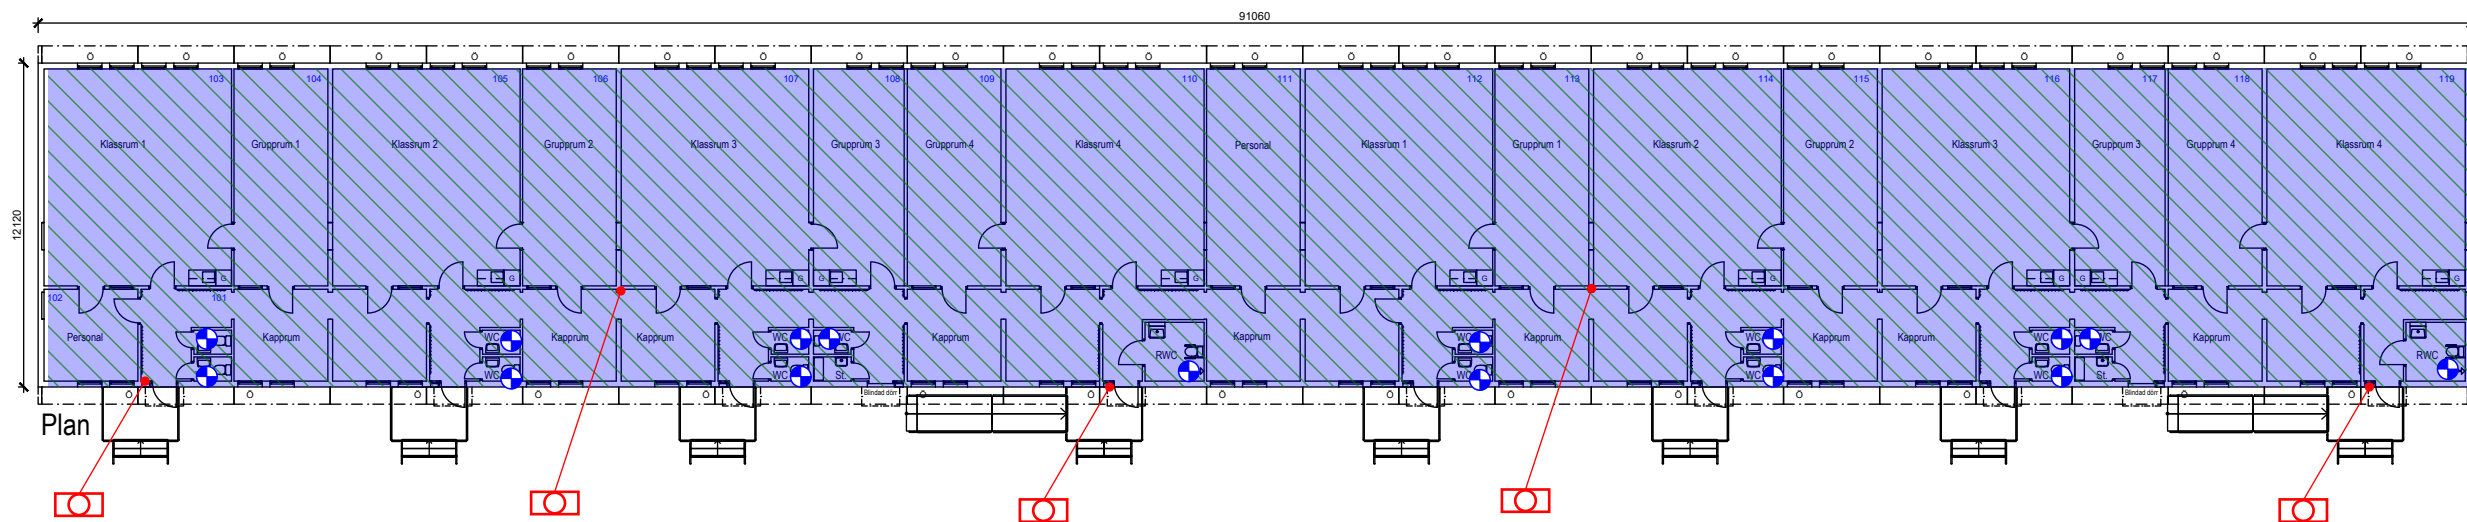 91060
Ö Ö Ö Ö Ö Ö Ö Ö Ö Ö Ö Ö Ö Ö Ö Ö Ö
103 104 105 106 107 108 109 110 111 112 113 114 115 116 117 118 119
12120
Klassrum 1 Grupprum 1 Klassrum 2 Grupprum 2 Klassrum 3 Grupprum 3 Grupprum 4 Klassrum 4 Personal Klassrum 1 Grupprum 1 Klassrum 2 Grupprum 2 Klassrum 3 Grupprum 3 Grupprum 4 Klassrum 4
G G G G G G G G G G
102 101
Personal Kapprum WC Kapprum Kapprum WC WC Kapprum Kapprum WC Kapprum WC Kapprum Kapprum WC WC Kapprum
RWC RWC
WC WC St. WC WC WC St.
Ö Ö Ö Blindad dörr Ö Ö Ö Ö Blindad dörr Ö Ö
Plan